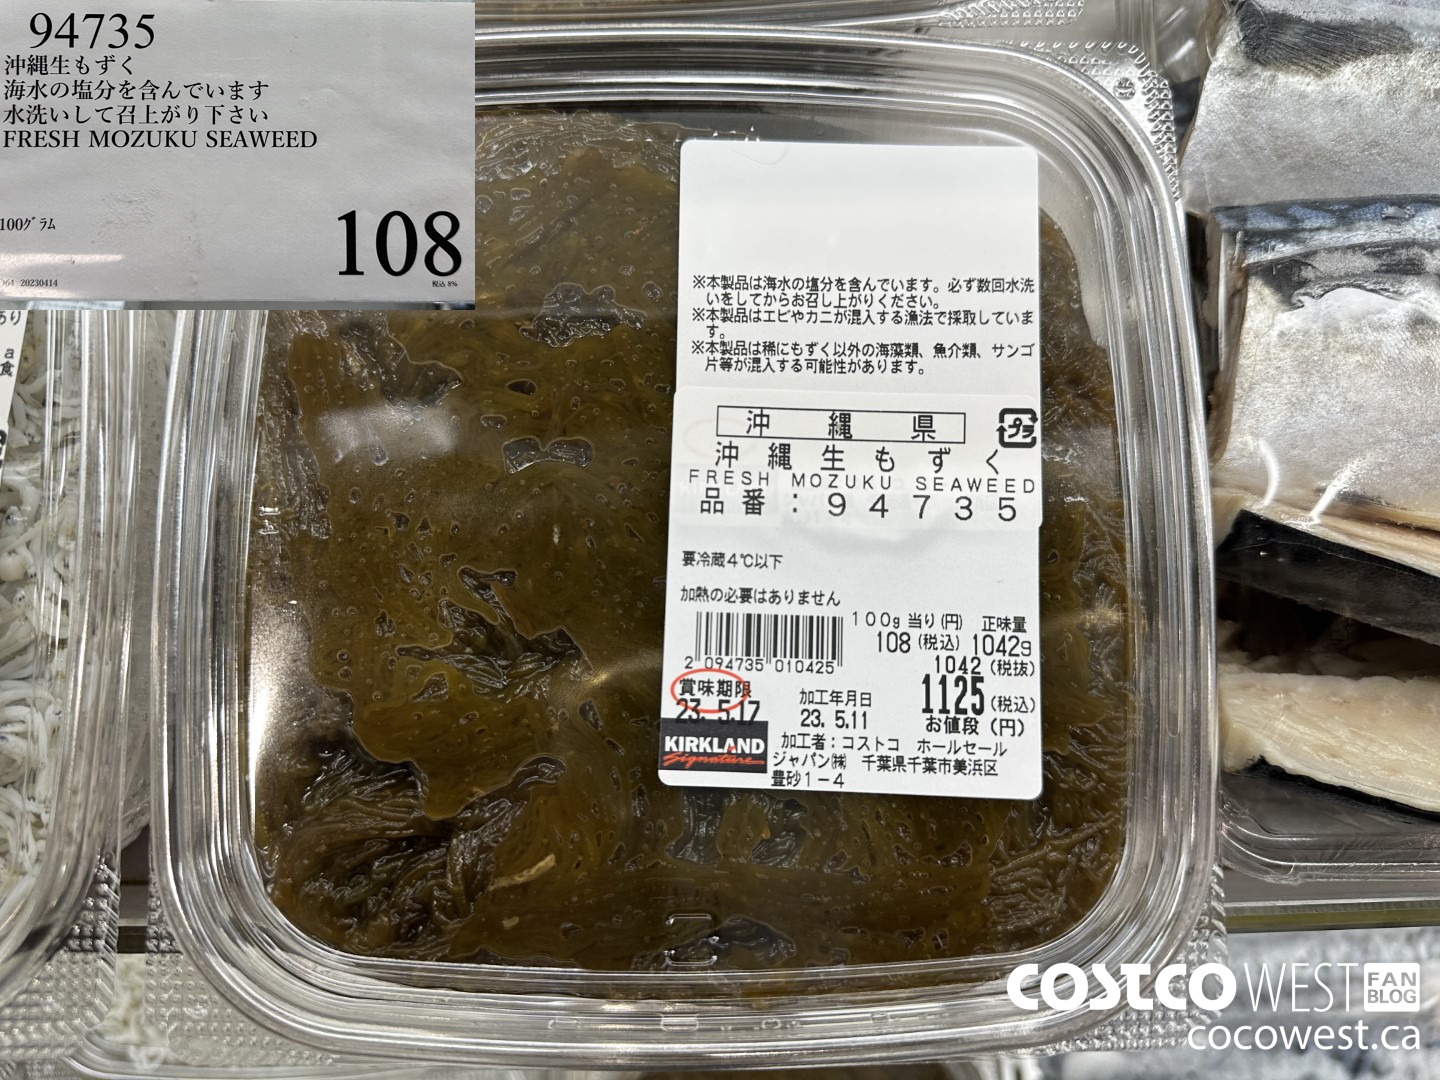 94735
沖縄生もずく
海水の塩分を含んでいます
水洗いして召上がり下さい
FRESH MOZUKU SEAWEED
100グラム
108
20230414
税込 8%
あり
a
食
※本製品は海水の塩分を含んでいます。必ず数回水洗
いをしてからお召し上がりください。
※本製品はエビやカニが混入する漁法で採取していま
す。
※本製品は稀にもずく以外の海藻類、魚介類、サンゴ
片等が混入する可能性があります。
沖縄県
プラ
沖縄生もずく
FRESH MOZUKU SEAWEED
品番:94735
要冷蔵4℃以下
加熱の必要はありません
100g当り(円) 正味量
108(税込) 1042g
2 094735 010425
1042(税抜)
賞味期限 加工年月日 1125(税込)
23. 5.17 23. 5.11 お値段(円)
KIRKLAND
Signature
加工者:コストコ ホールセール
ジャパン㈱ 千葉県千葉市美浜区
豊砂1-4
COSTCO WEST FAN BLOG
cocowest.ca